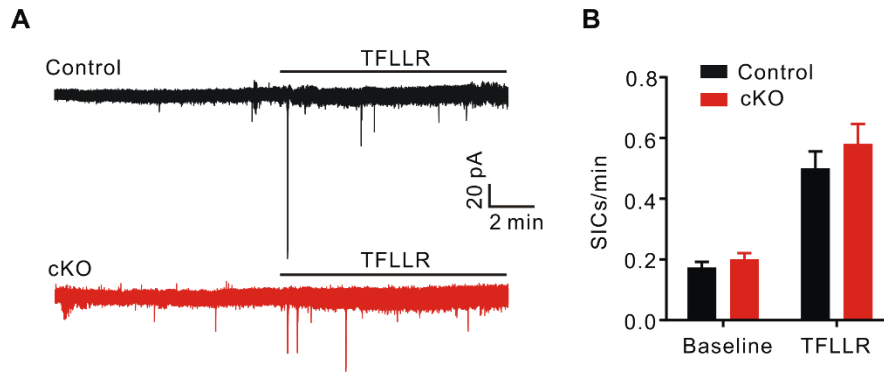 A
Control
TFLLR
20 pA
2 min
cKO
TFLLR
B
Control
cKO
SICs/min
0.8
0.6
0.4
0.2
0.0
Baseline
TFLLR